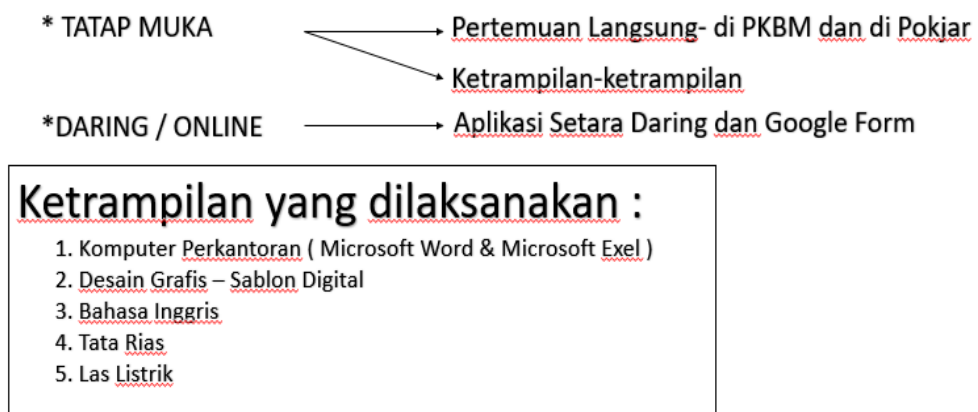 * TATAP MUKA
Pertemuan Langsung- di PKBM dan di Pokjar
Ketrampilan-ketrampilan
*DARING / ONLINE
Aplikasi Setara Daring dan Google Form
Ketrampilan yang dilaksanakan :
1. Komputer Perkantoran ( Microsoft Word & Microsoft Exel )
2. Desain Grafis – Sablon Digital
3. Bahasa Inggris
4. Tata Rias
5. Las Listrik